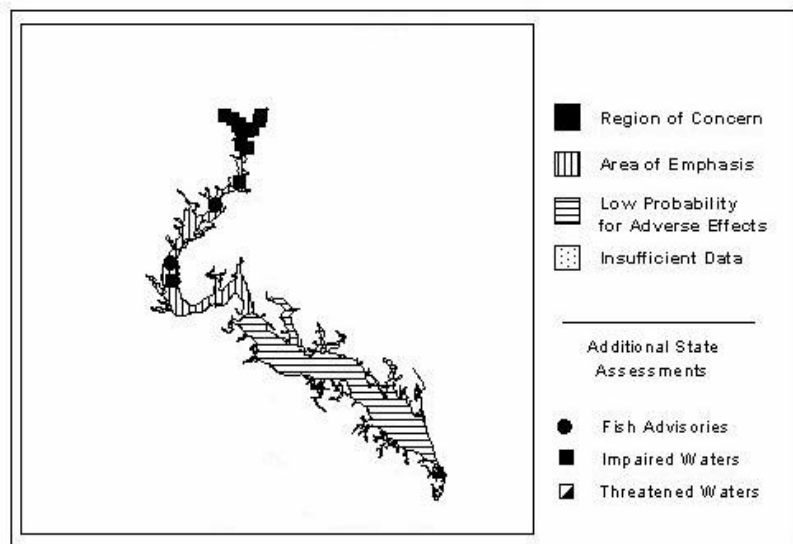 Region of Concern
Area of Emphasis
Low Probability
for Adverse Effects
Insufficient Data
Additional State
Assessments
Fish Advisories
Impaired Waters
Threatened Waters